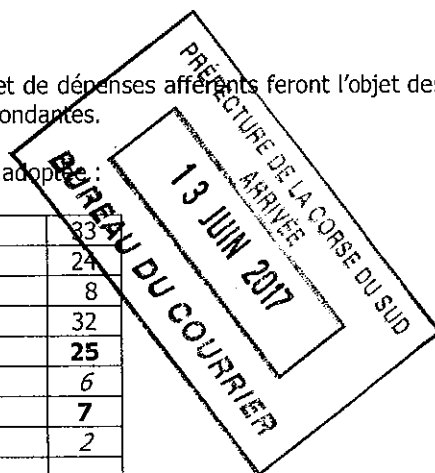 et de dépenses afférents feront l'objet des
ondantes.
adoptée :
33
24
8
32
25
6
7
2
PRÉFECTURE DE LA CORSE DU SUD
ARRIVÉE
13 JUIN 2017
BUREAU DU COURRIER